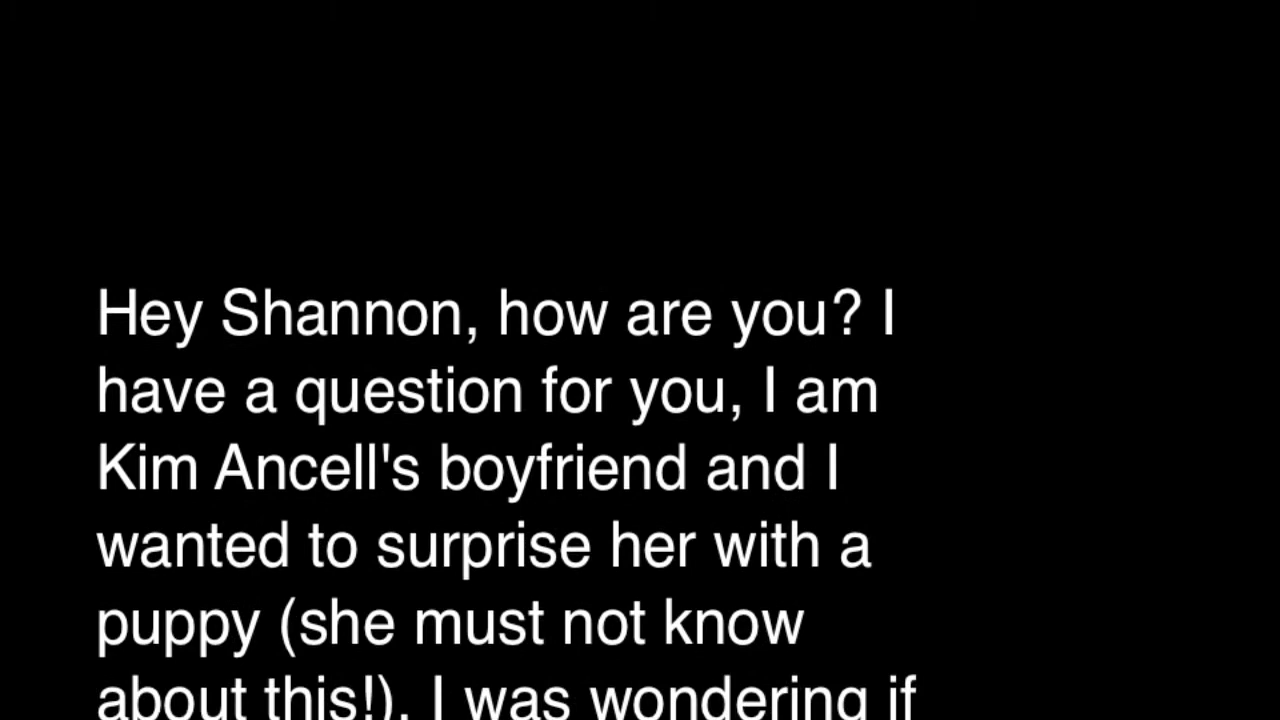 Hey Shannon, how are you? I
have a question for you, I am
Kim Ancell's boyfriend and I
wanted to surprise her with a
puppy (she must not know
about this!). I was wondering if